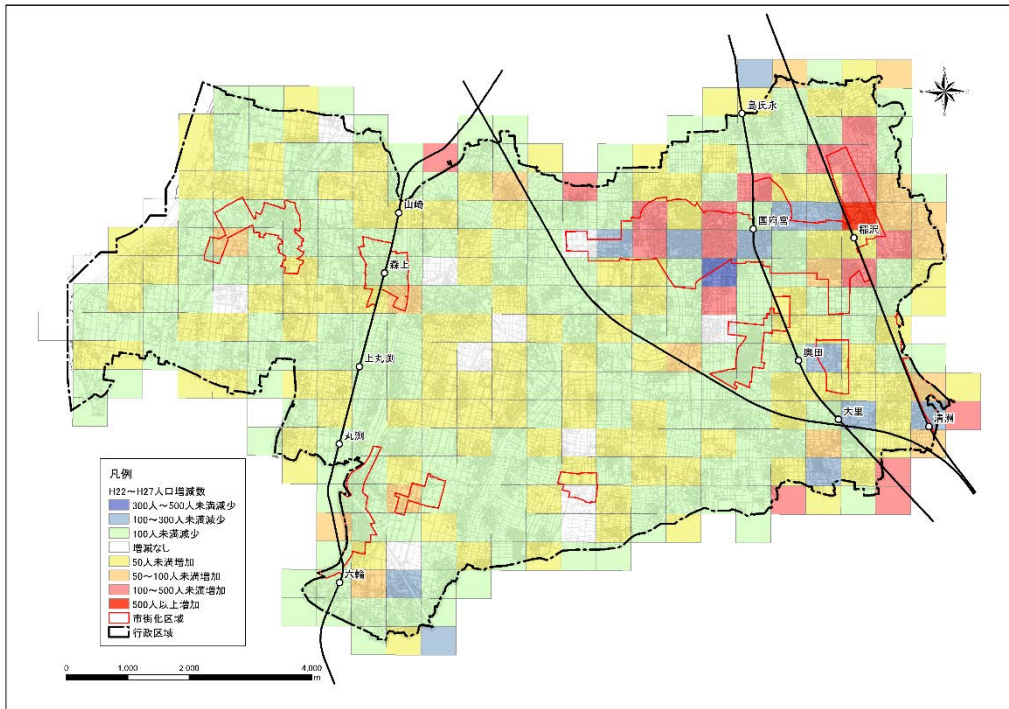 島氏永
山崎
国府宮
稲沢
森上
上丸渕
奥田
大里
清洲
丸渕
六輪
凡例
H22~H27人口増減数
300人~500人未満減少
100~300人未満減少
100人未満減少
増減なし
50人未満増加
50~100人未満増加
100~500人未満増加
500人以上増加
市街化区域
行政区域
0 1,000 2,000 4,000
m